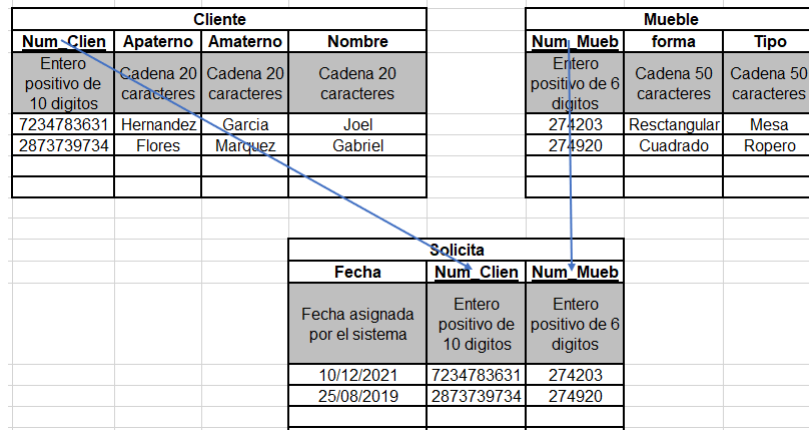 Cliente
Num_Clien Apaterno Amaterno Nombre
Entero positivo de 10 digitos Cadena 20 caracteres Cadena 20 caracteres Cadena 20 caracteres
7234783631 Hernandez Garcia Joel
2873739734 Flores Marquez Gabriel
Mueble
Num_Mueb forma Tipo
Entero positivo de 6 digitos Cadena 50 caracteres Cadena 50 caracteres
274203 Resctangular Mesa
274920 Cuadrado Ropero
Solicita
Fecha Num_Clien Num_Mueb
Fecha asignada por el sistema Entero positivo de 10 digitos Entero positivo de 6 digitos
10/12/2021 7234783631 274203
25/08/2019 2873739734 274920